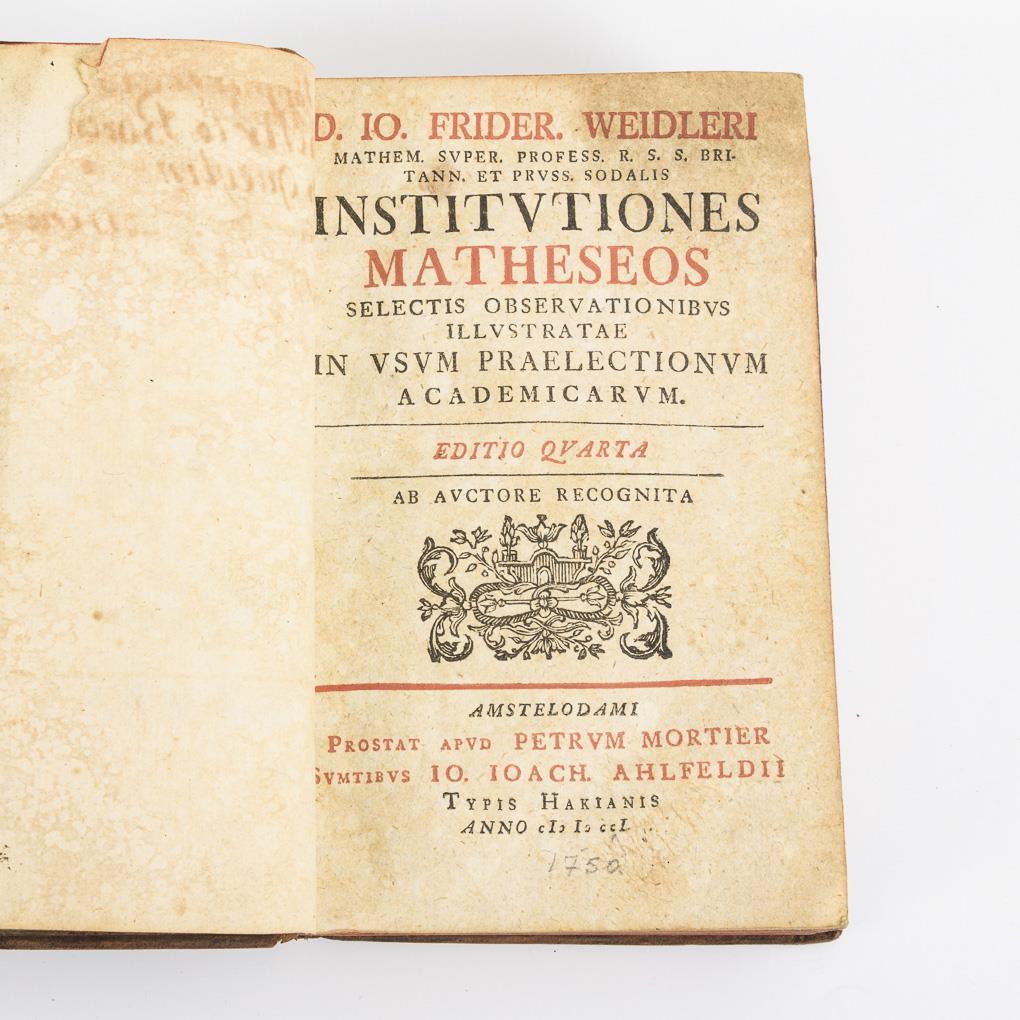 D. IO. FRIDER. WEIDLERI
MATHEM. SVPER. PROFESS. R. S. S. BRI-
TANN. ET PRVSS. SODALIS
INSTITVTIONES
MATHESEOS
SELECTIS OBSERVATIONIBVS
ILLVSTRATAE
IN VSVM PRAELECTIONVM
ACADEMICARVM.
EDITIO QVARTA
AB AVCTORE RECOGNITA
AMSTELODAMI
PROSTAT APVD PETRVM MORTIER
SVMTIBVS IO. IOACH. AHLFELDII
TYPIS HAKIANIS
ANNO cIↄ Iↄ ccL
1750